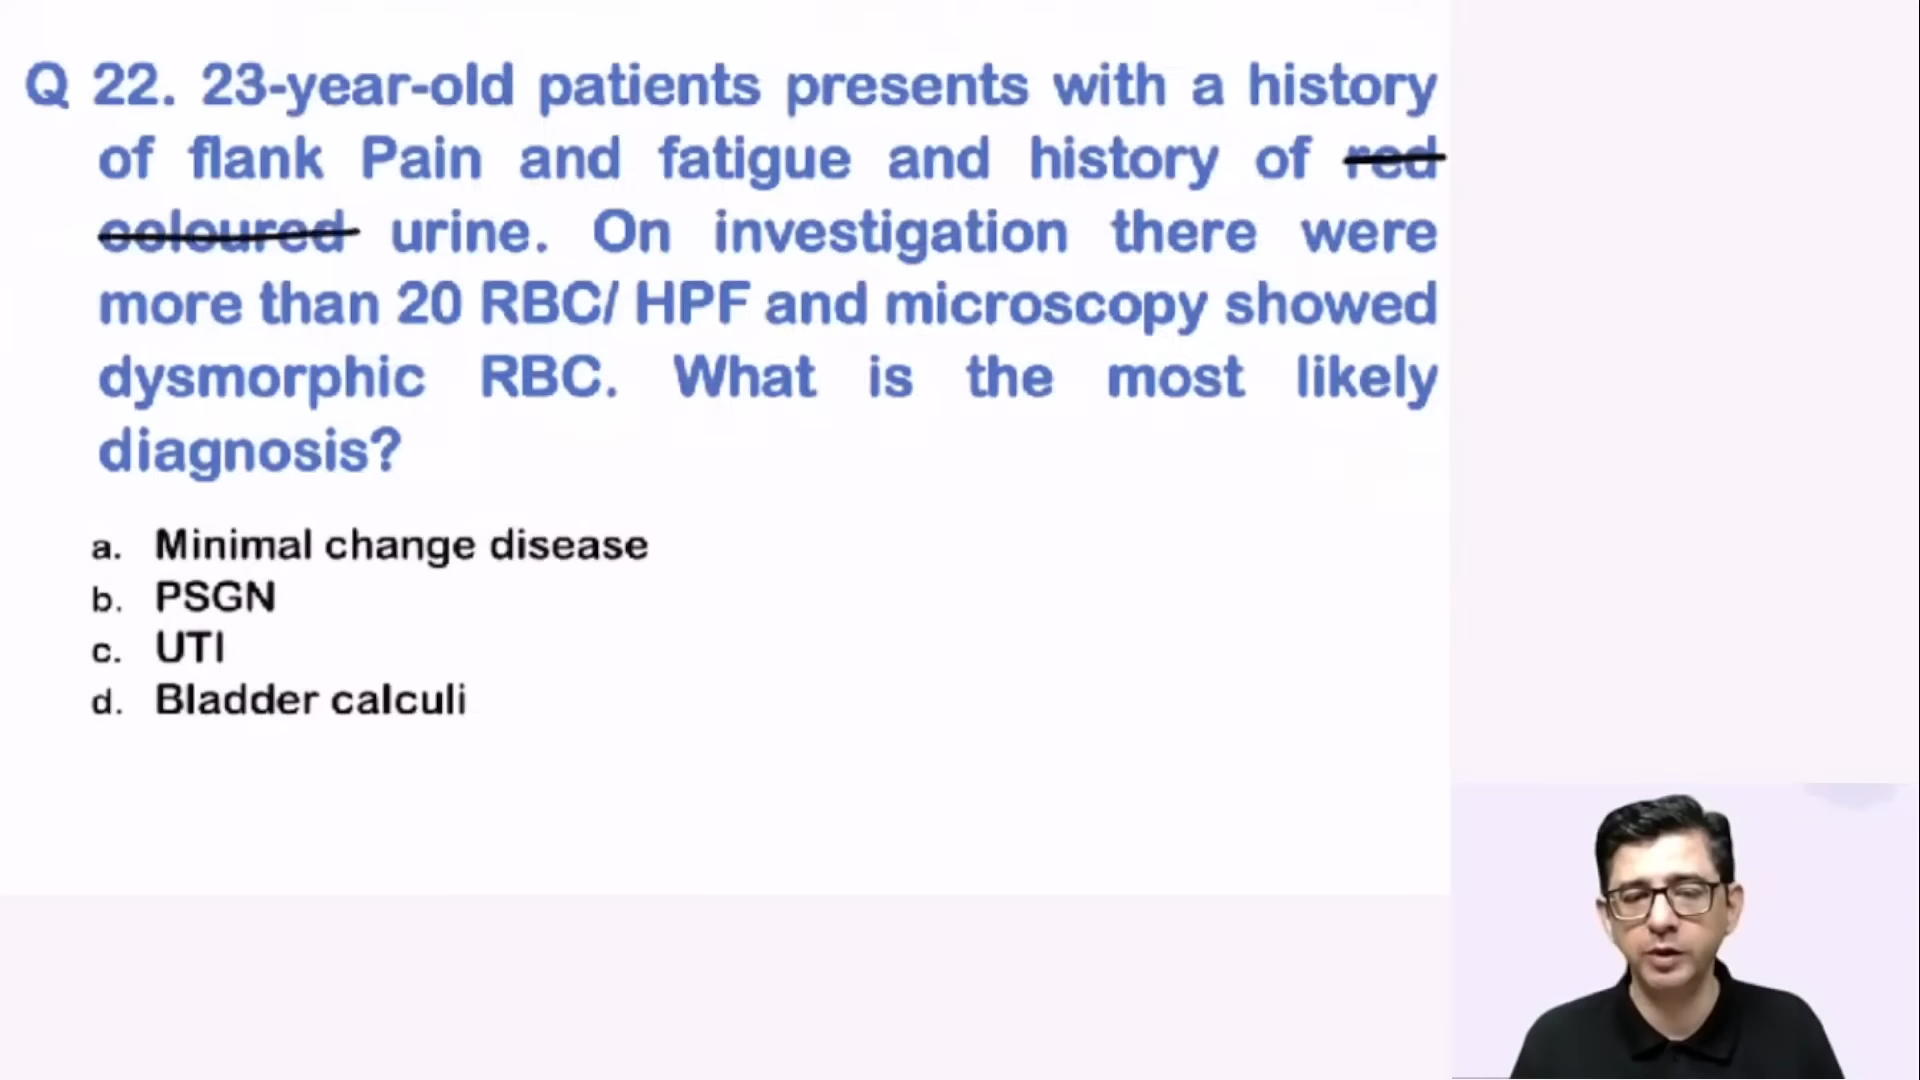 Q 22. 23-year-old patients presents with a history
of flank Pain and fatigue and history of red
coloured urine. On investigation there were
more than 20 RBC/ HPF and microscopy showed
dysmorphic RBC. What is the most likely
diagnosis?
a. Minimal change disease
b. PSGN
c. UTI
d. Bladder calculi